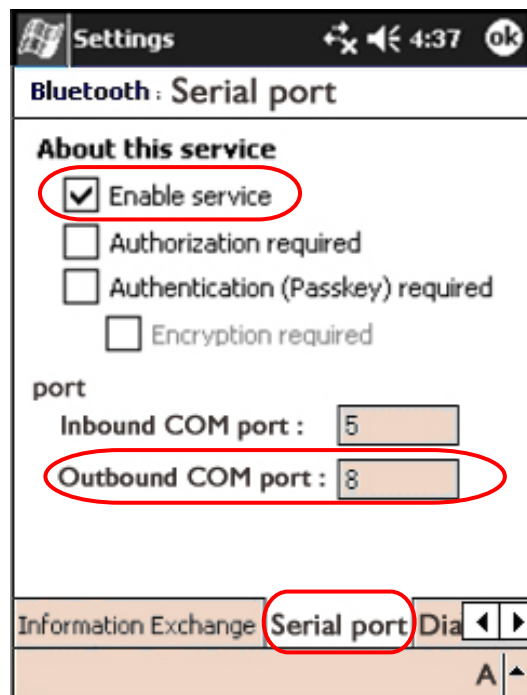 Settings 4:37 ok
Bluetooth : Serial port
About this service
Enable service
Authorization required
Authentication (Passkey) required
Encryption required
port
Inbound COM port : 5
Outbound COM port : 8
Information Exchange Serial port Dia
A